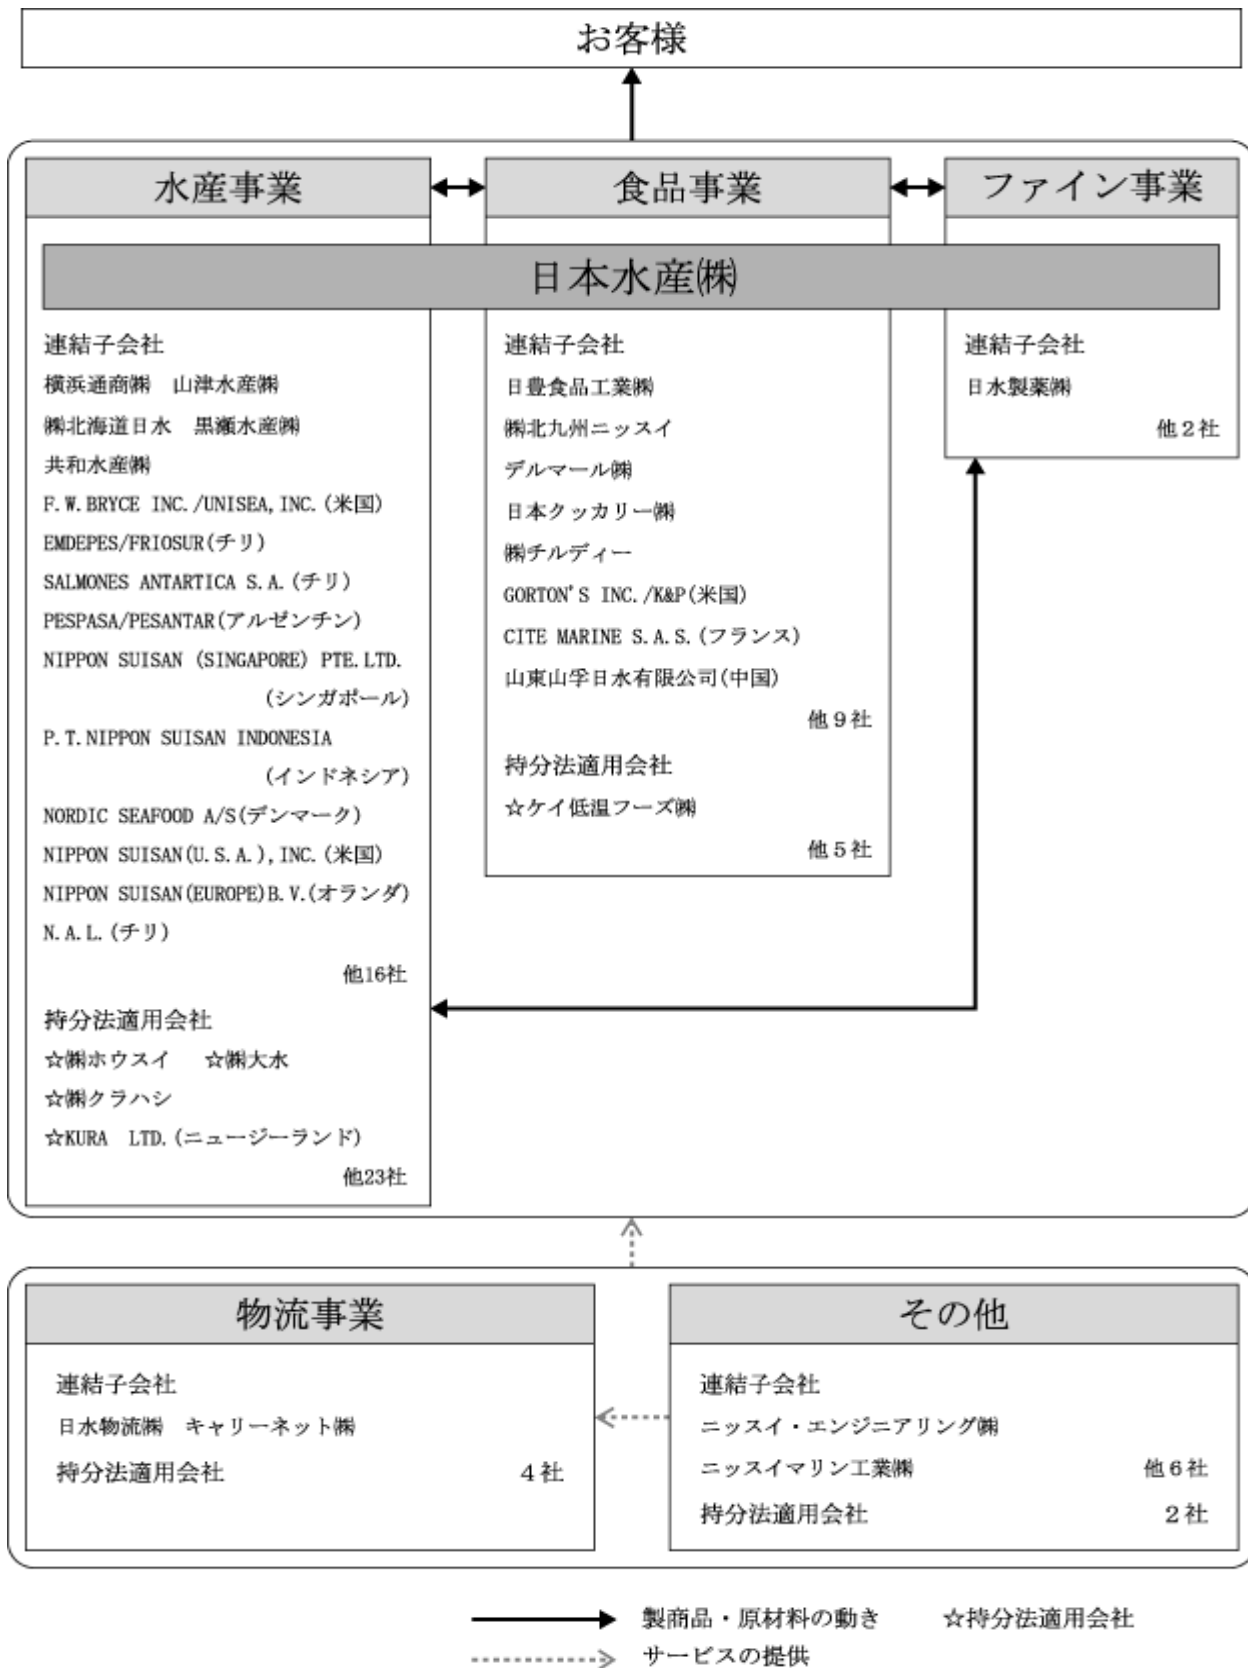 お客様
水産事業
食品事業
ファイン事業
日本水産㈱
連結子会社
横浜通商㈱　山津水産㈱
㈱北海道日水　黒瀬水産㈱
共和水産㈱
F.W.BRYCE INC./UNISEA,INC.(米国)
EMDEPES/FRIOSUR(チリ)
SALMONES ANTARTICA S.A.(チリ)
PESPASA/PESANTAR(アルゼンチン)
NIPPON SUISAN (SINGAPORE) PTE.LTD.
(シンガポール)
P.T.NIPPON SUISAN INDONESIA
(インドネシア)
NORDIC SEAFOOD A/S(デンマーク)
NIPPON SUISAN(U.S.A.),INC.(米国)
NIPPON SUISAN(EUROPE)B.V.(オランダ)
N.A.L.(チリ)
他16社
持分法適用会社
☆㈱ホウスイ　☆㈱大水
☆㈱クラハシ
☆KURA　LTD.(ニュージーランド)
他23社
連結子会社
日豊食品工業㈱
㈱北九州ニッスイ
デルマール㈱
日本クッカリー㈱
㈱チルディー
GORTON'S INC./K&P(米国)
CITE MARINE S.A.S.(フランス)
山東山孚日水有限公司(中国)
他９社
持分法適用会社
☆ケイ低温フーズ㈱
他５社
連結子会社
日水製薬㈱
他２社
物流事業
連結子会社
日水物流㈱　キャリーネット㈱
持分法適用会社　４社
その他
連結子会社
ニッスイ・エンジニアリング㈱
ニッスイマリン工業㈱　他６社
持分法適用会社　２社
製商品・原材料の動き　☆持分法適用会社
サービスの提供